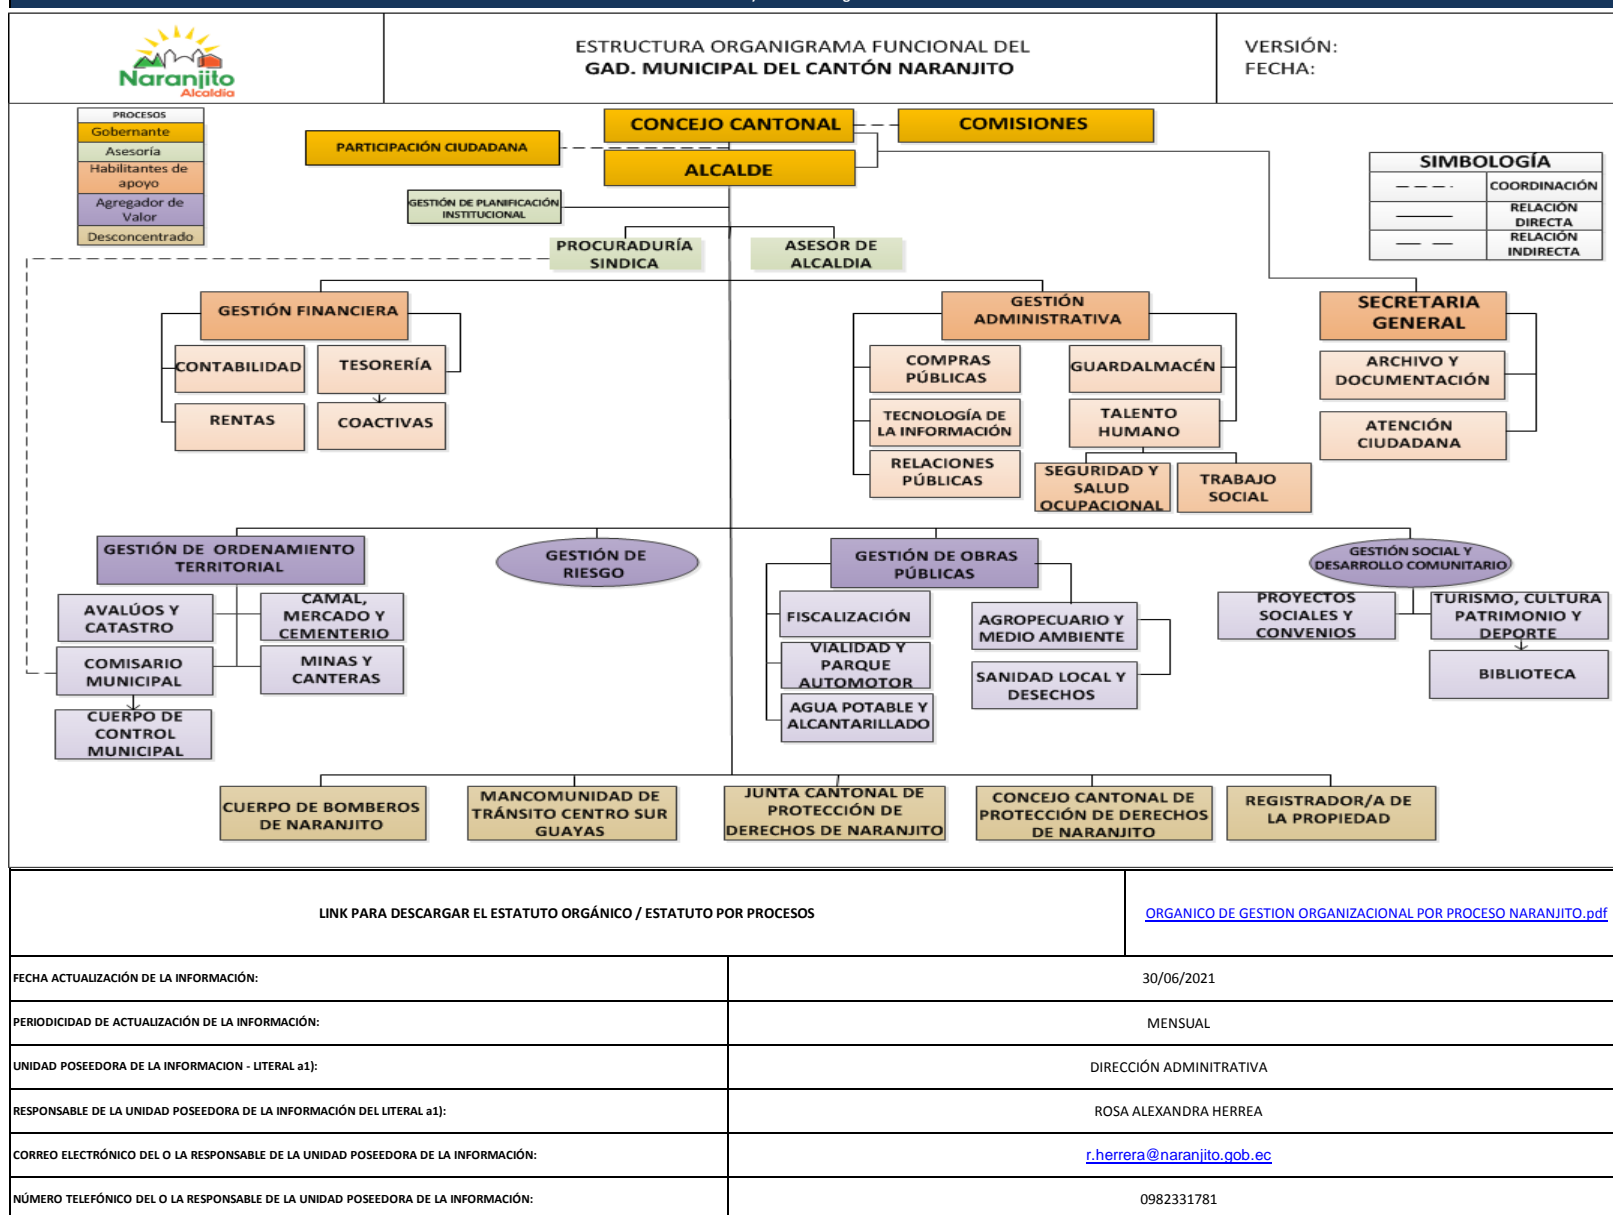 Naranjito
Alcaldía
ESTRUCTURA ORGANIGRAMA FUNCIONAL DEL
GAD. MUNICIPAL DEL CANTÓN NARANJITO
VERSIÓN:
FECHA:
PROCESOS
Gobernante
Asesoría
Habilitantes de
apoyo
Agregador de
Valor
Desconcentrado
CONCEJO CANTONAL
COMISIONES
PARTICIPACIÓN CIUDADANA
ALCALDE
SIMBOLOGÍA
COORDINACIÓN
RELACIÓN
DIRECTA
RELACIÓN
INDIRECTA
GESTIÓN DE PLANIFICACIÓN
INSTITUCIONAL
PROCURADURÍA
SINDICA
ASESOR DE
ALCALDIA
GESTIÓN FINANCIERA
GESTIÓN
ADMINISTRATIVA
SECRETARIA
GENERAL
CONTABILIDAD
TESORERÍA
RENTAS
COACTIVAS
COMPRAS
PÚBLICAS
GUARDALMACÉN
TECNOLOGÍA DE
LA INFORMACIÓN
TALENTO
HUMANO
RELACIONES
PÚBLICAS
SEGURIDAD Y
SALUD
OCUPACIONAL
TRABAJO
SOCIAL
ARCHIVO Y
DOCUMENTACIÓN
ATENCIÓN
CIUDADANA
GESTIÓN DE ORDENAMIENTO
TERRITORIAL
GESTIÓN DE
RIESGO
GESTIÓN DE OBRAS
PÚBLICAS
GESTIÓN SOCIAL Y
DESARROLLO COMUNITARIO
AVALÚOS Y
CATASTRO
CAMAL,
MERCADO Y
CEMENTERIO
COMISARIO
MUNICIPAL
MINAS Y
CANTERAS
CUERPO DE
CONTROL
MUNICIPAL
FISCALIZACIÓN
AGROPECUARIO Y
MEDIO AMBIENTE
VIALIDAD Y
PARQUE
AUTOMOTOR
SANIDAD LOCAL Y
DESECHOS
AGUA POTABLE Y
ALCANTARILLADO
PROYECTOS
SOCIALES Y
CONVENIOS
TURISMO, CULTURA
PATRIMONIO Y
DEPORTE
BIBLIOTECA
CUERPO DE BOMBEROS
DE NARANJITO
MANCOMUNIDAD DE
TRÁNSITO CENTRO SUR
GUAYAS
JUNTA CANTONAL DE
PROTECCIÓN DE
DERECHOS DE NARANJITO
CONCEJO CANTONAL DE
PROTECCIÓN DE DERECHOS
DE NARANJITO
REGISTRADOR/A DE
LA PROPIEDAD
LINK PARA DESCARGAR EL ESTATUTO ORGÁNICO / ESTATUTO POR PROCESOS
ORGANICO DE GESTION ORGANIZACIONAL POR PROCESO NARANJITO.pdf
FECHA ACTUALIZACIÓN DE LA INFORMACIÓN:
30/06/2021
PERIODICIDAD DE ACTUALIZACIÓN DE LA INFORMACIÓN:
MENSUAL
UNIDAD POSEEDORA DE LA INFORMACION - LITERAL a1):
DIRECCIÓN ADMINITRATIVA
RESPONSABLE DE LA UNIDAD POSEEDORA DE LA INFORMACIÓN DEL LITERAL a1):
ROSA ALEXANDRA HERREA
CORREO ELECTRÓNICO DEL O LA RESPONSABLE DE LA UNIDAD POSEEDORA DE LA INFORMACIÓN:
r.herrera@naranjito.gob.ec
NÚMERO TELEFÓNICO DEL O LA RESPONSABLE DE LA UNIDAD POSEEDORA DE LA INFORMACIÓN:
0982331781